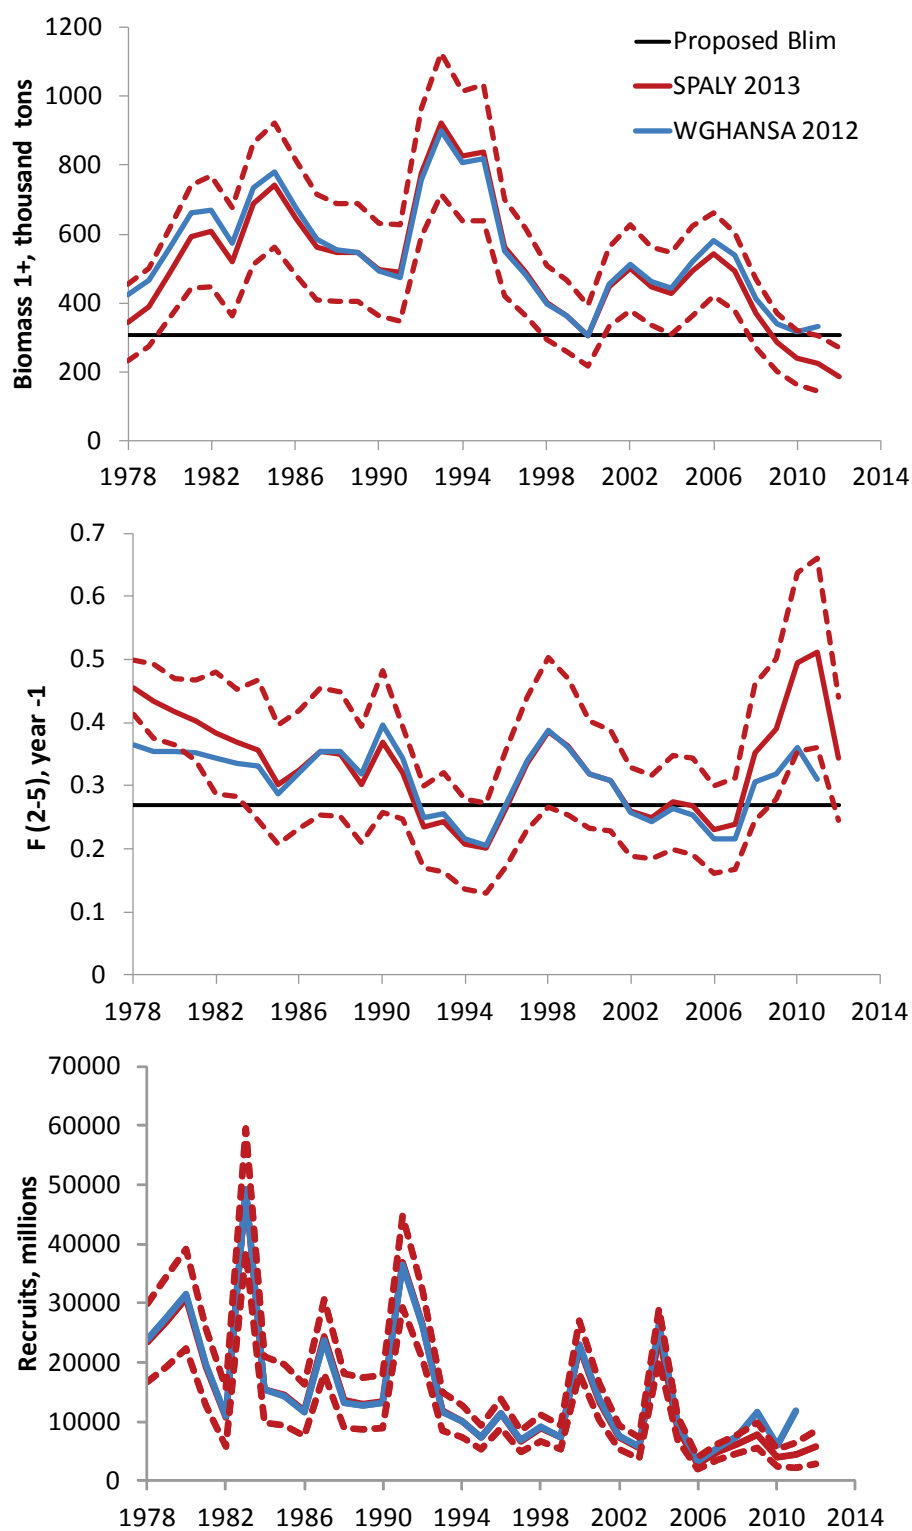 Biomass 1+, thousand tons
1200
1000
800
600
400
200
0
1978 1982 1986 1990 1994 1998 2002 2006 2010 2014
Proposed Blim
SPALY 2013
WGHANSA 2012
F (2-5), year -1
0.7
0.6
0.5
0.4
0.3
0.2
0.1
0
1978 1982 1986 1990 1994 1998 2002 2006 2010 2014
Recruits, millions
70000
60000
50000
40000
30000
20000
10000
0
1978 1982 1986 1990 1994 1998 2002 2006 2010 2014